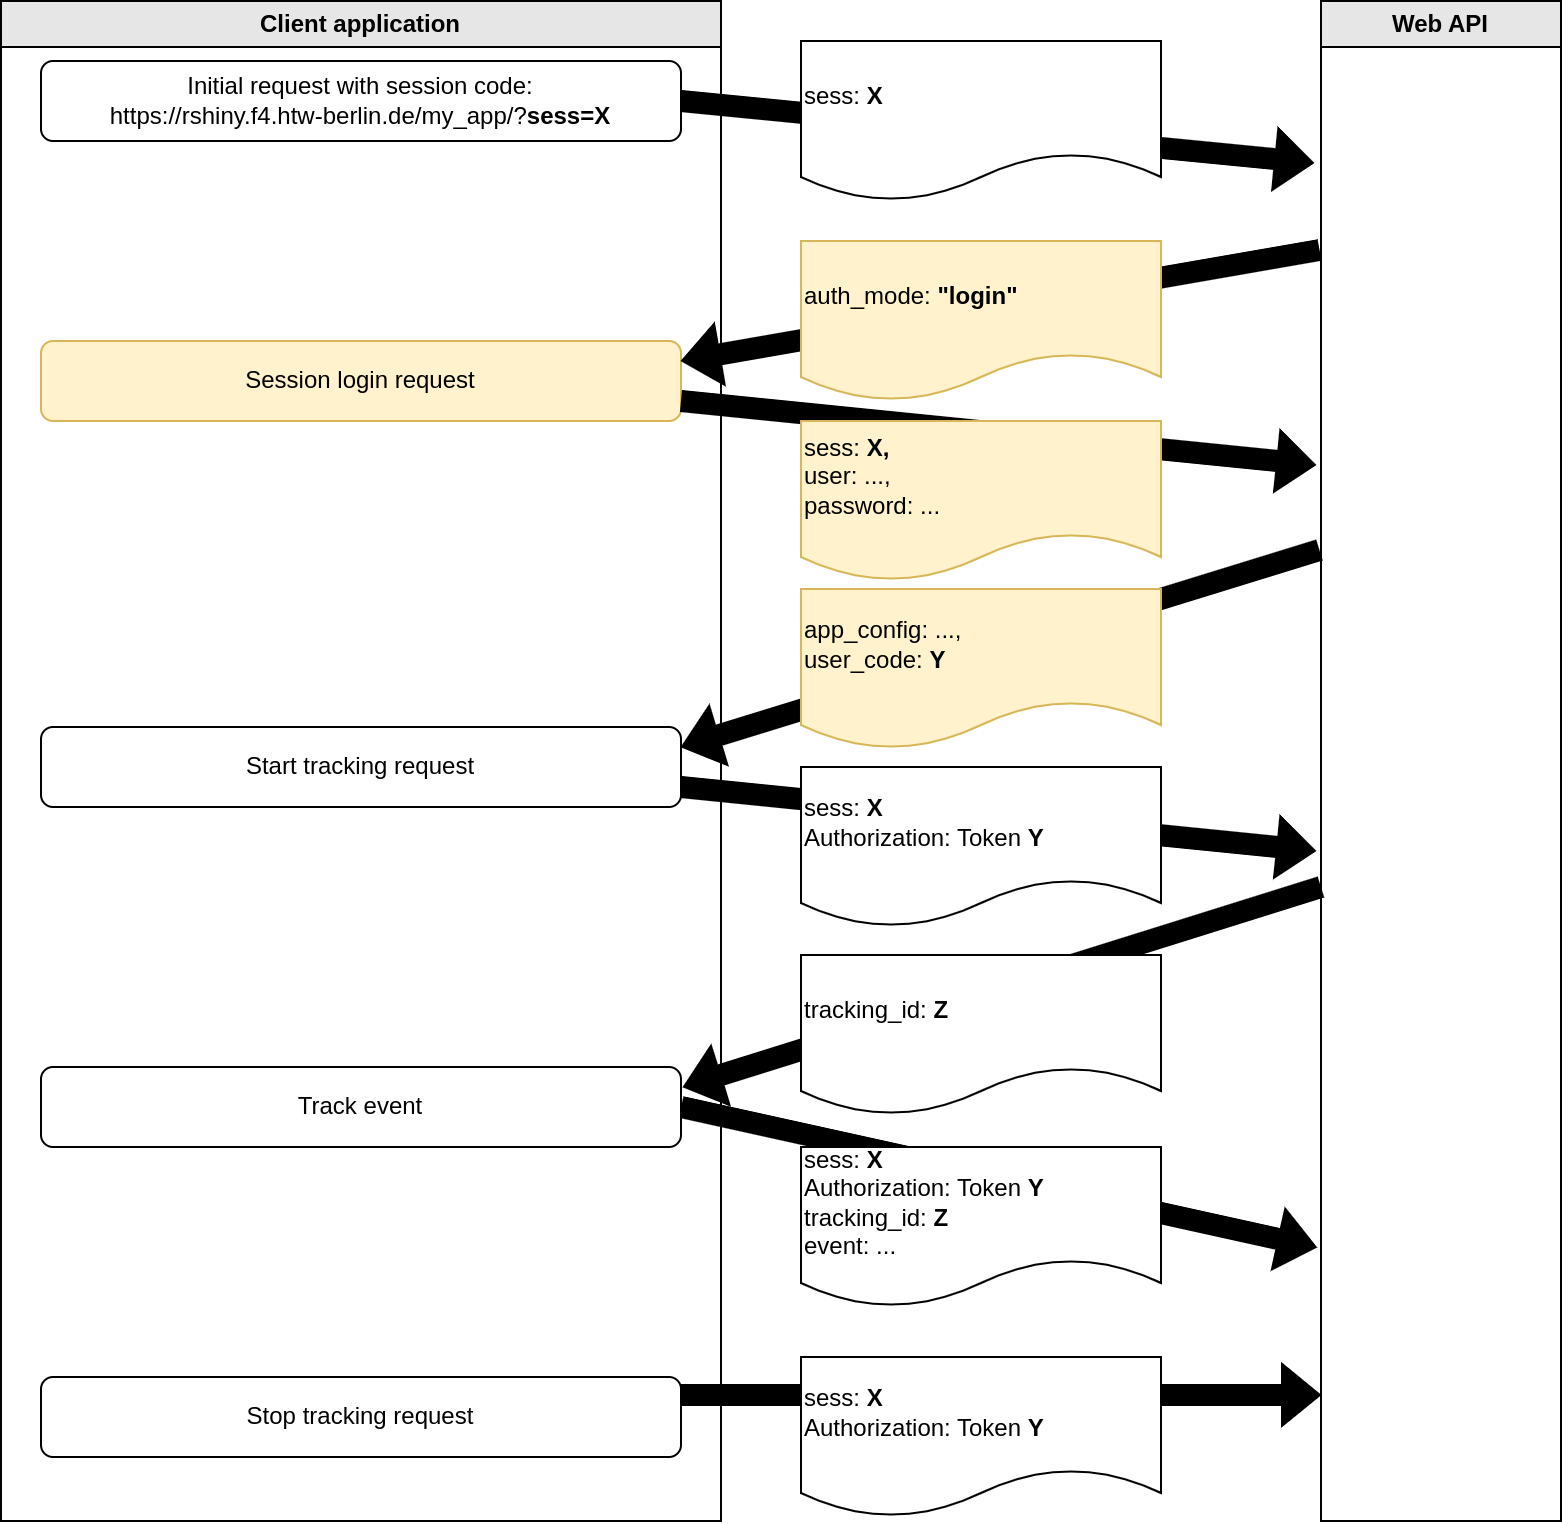 Client application
Web API
Initial request with session code:
https://rshiny.f4.htw-berlin.de/my_app/?sess=X
sess: X
auth_mode: "login"
Session login request
sess: X,
user: ...,
password: ...
app_config: ...,
user_code: Y
Start tracking request
sess: X
Authorization: Token Y
tracking_id: Z
Track event
sess: X
Authorization: Token Y
tracking_id: Z
event: ...
Stop tracking request
sess: X
Authorization: Token Y